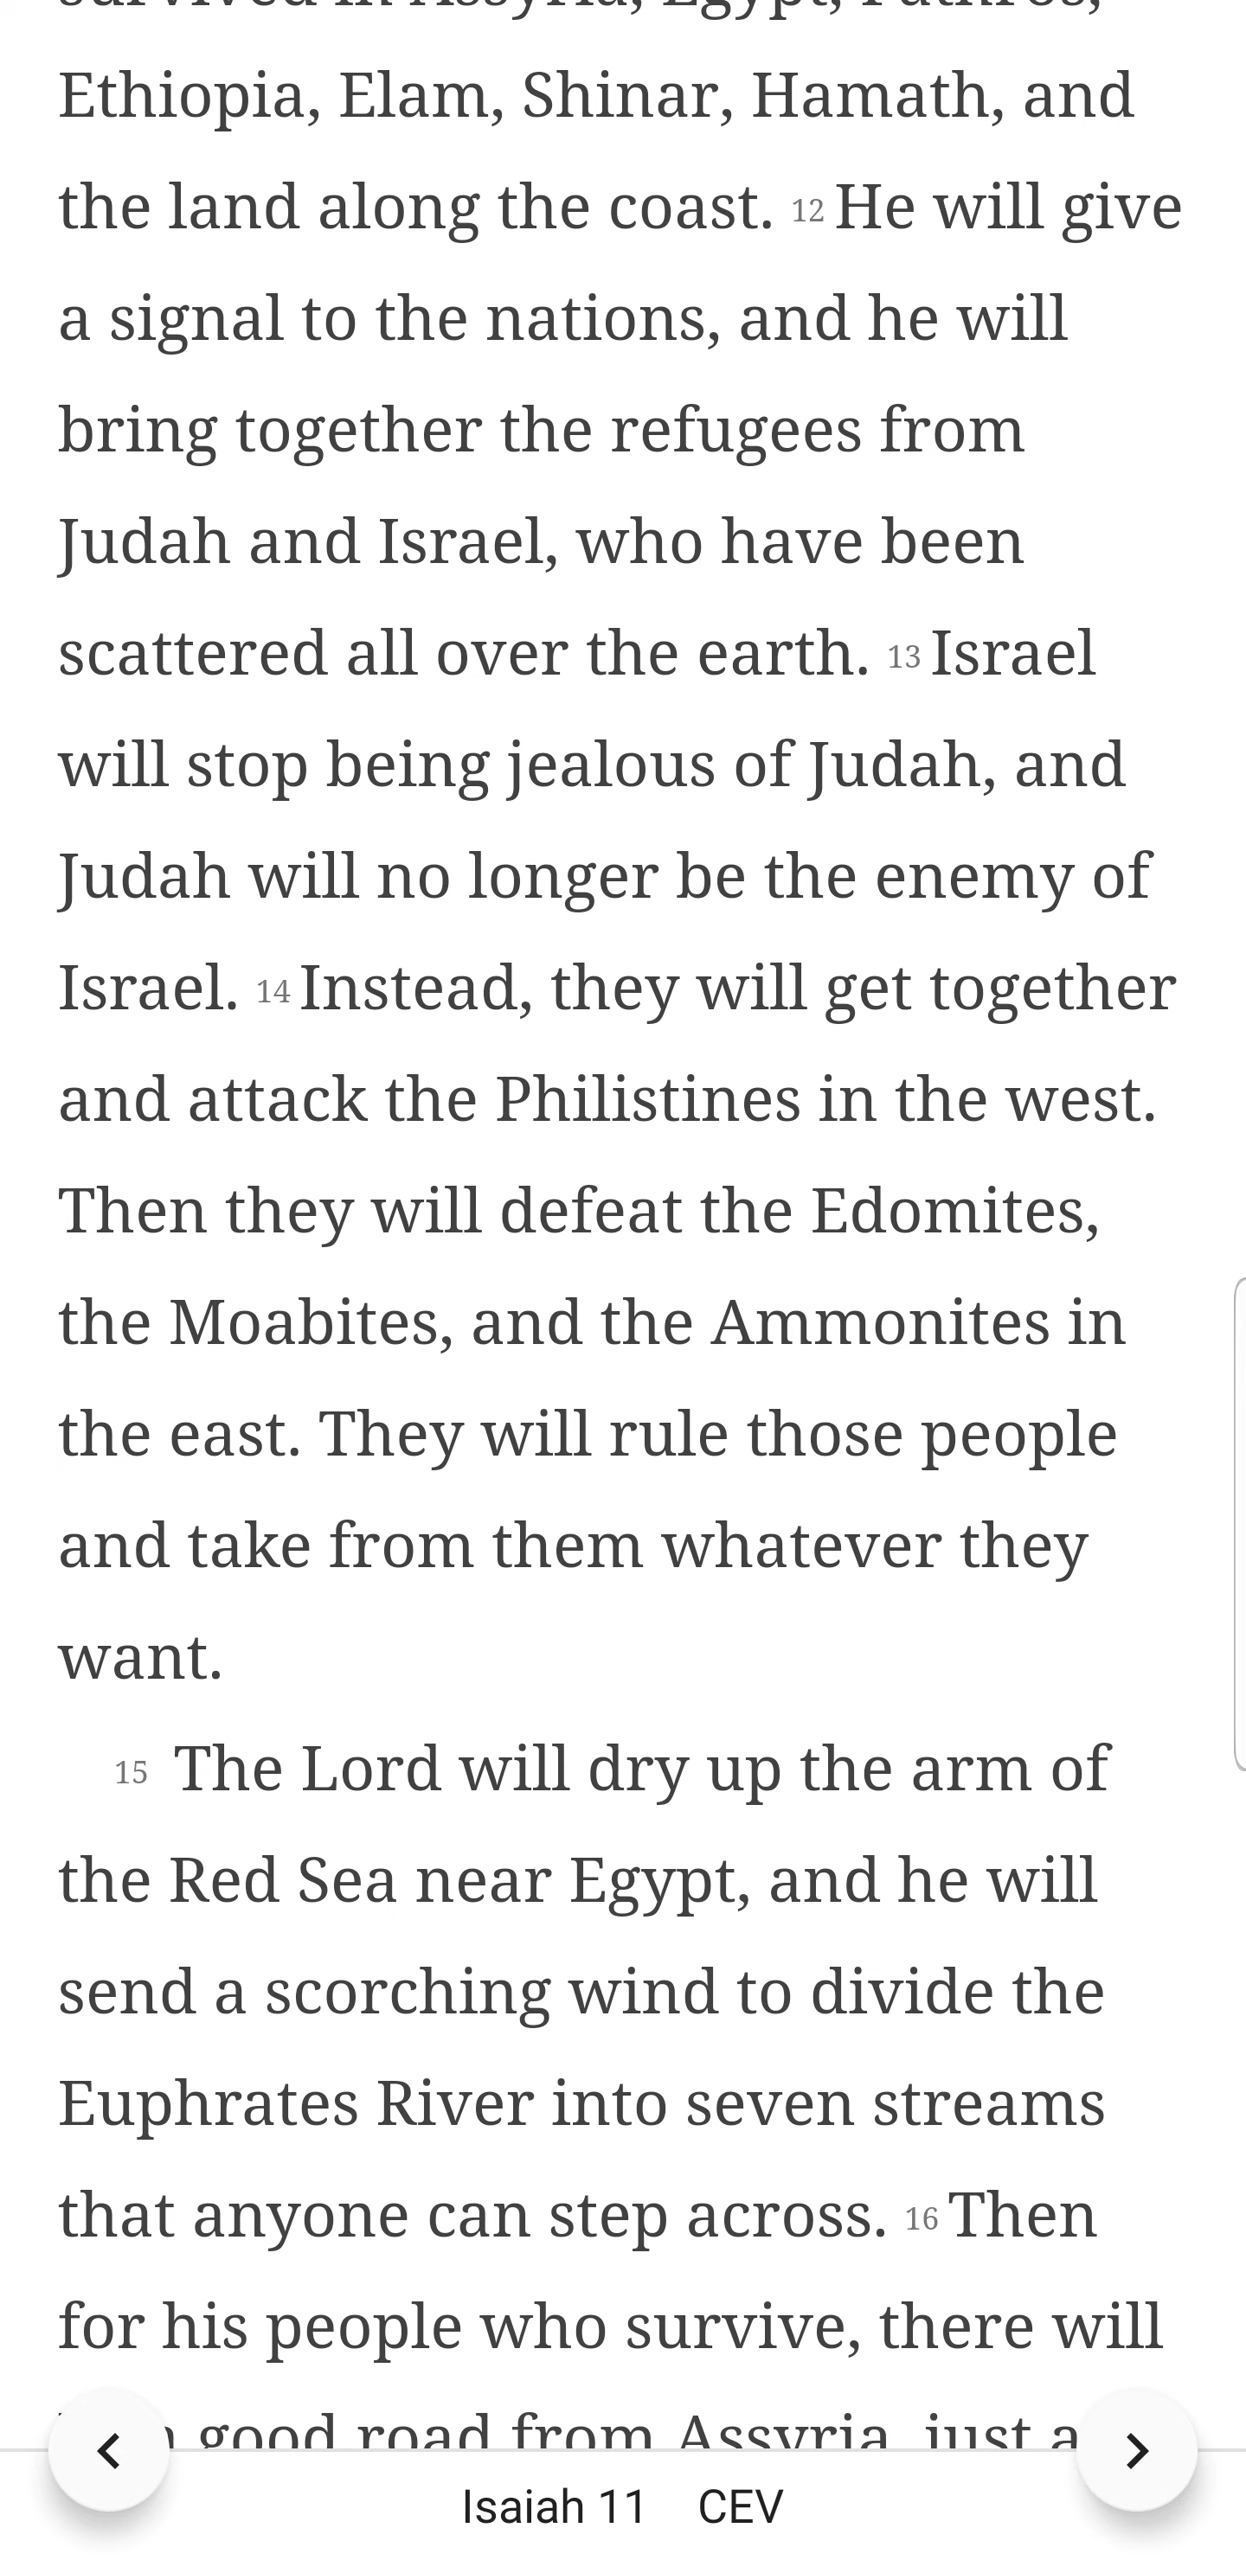 survived in Assyria, Egypt, Pathros,
Ethiopia, Elam, Shinar, Hamath, and
the land along the coast. 12 He will give
a signal to the nations, and he will
bring together the refugees from
Judah and Israel, who have been
scattered all over the earth. 13 Israel
will stop being jealous of Judah, and
Judah will no longer be the enemy of
Israel. 14 Instead, they will get together
and attack the Philistines in the west.
Then they will defeat the Edomites,
the Moabites, and the Ammonites in
the east. They will rule those people
and take from them whatever they
want.
15 The Lord will dry up the arm of
the Red Sea near Egypt, and he will
send a scorching wind to divide the
Euphrates River into seven streams
that anyone can step across. 16 Then
for his people who survive, there will
good road from Assyria, just
Isaiah 11 CEV